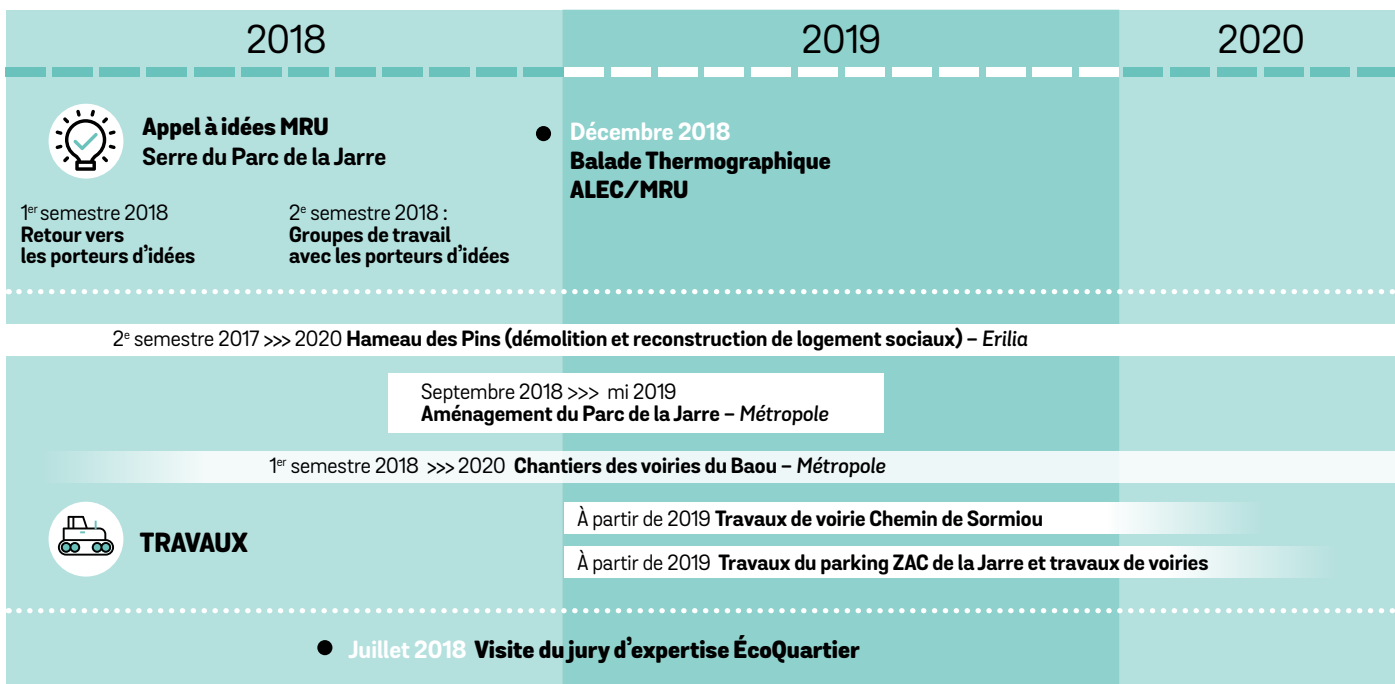 2018
2019
2020
Appel à idées MRU
Serre du Parc de la Jarre
1er semestre 2018
Retour vers
les porteurs d'idées
2e semestre 2018 :
Groupes de travail
avec les porteurs d'idées
Décembre 2018
Balade Thermographique
ALEC/MRU
2e semestre 2017 >>> 2020 Hameau des Pins (démolition et reconstruction de logement sociaux) – Erilia
Septembre 2018 >>> mi 2019
Aménagement du Parc de la Jarre – Métropole
1er semestre 2018 >>> 2020 Chantiers des voiries du Baou – Métropole
TRAVAUX
À partir de 2019 Travaux de voirie Chemin de Sormiou
À partir de 2019 Travaux du parking ZAC de la Jarre et travaux de voiries
Juillet 2018 Visite du jury d'expertise ÉcoQuartier